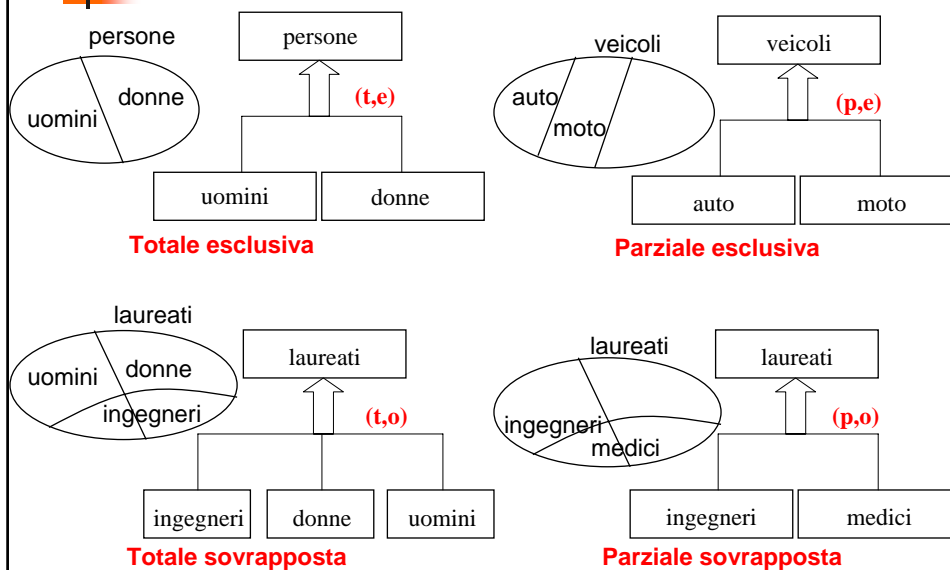 persone
uomini
donne
persone
(t,e)
uomini
donne
Totale esclusiva
veicoli
auto
moto
veicoli
(p,e)
auto
moto
Parziale esclusiva
laureati
uomini
donne
ingegneri
laureati
(t,o)
ingegneri
donne
uomini
Totale sovrapposta
laureati
ingegneri
medici
laureati
(p,o)
ingegneri
medici
Parziale sovrapposta